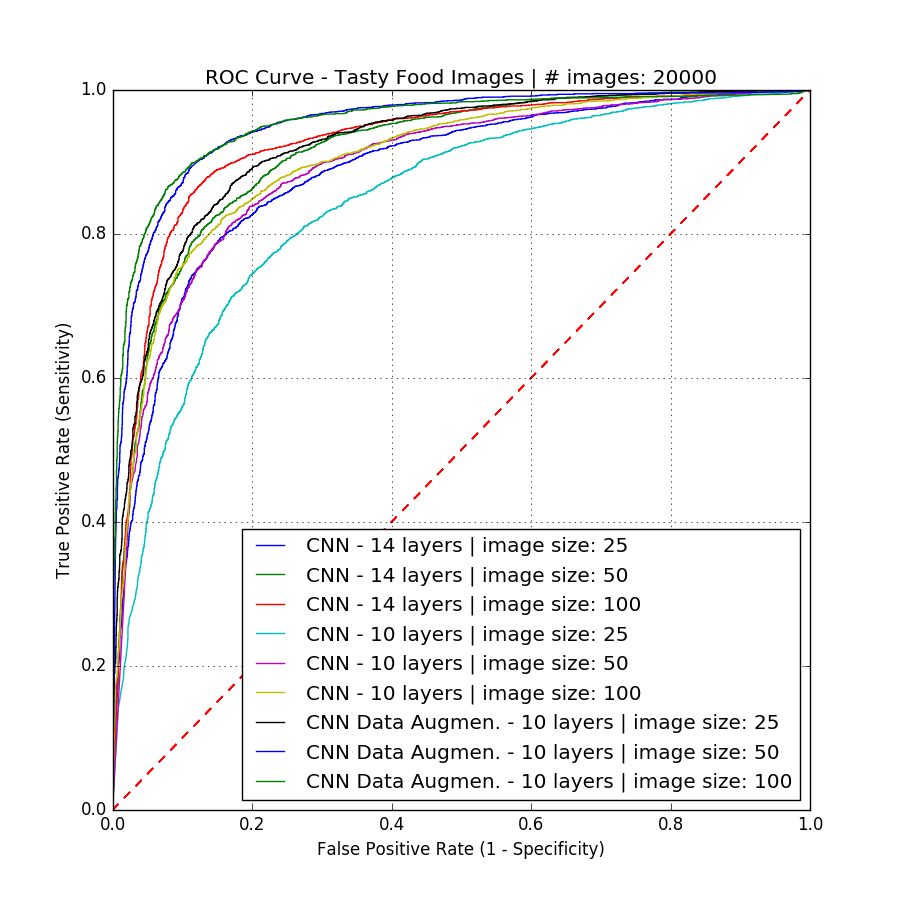 ROC Curve - Tasty Food Images | # images: 20000
1.0
0.8
0.6
0.4
0.2
0.0
True Positive Rate (Sensitivity)
CNN - 14 layers | image size: 25
CNN - 14 layers | image size: 50
CNN - 14 layers | image size: 100
CNN - 10 layers | image size: 25
CNN - 10 layers | image size: 50
CNN - 10 layers | image size: 100
CNN Data Augmen. - 10 layers | image size: 25
CNN Data Augmen. - 10 layers | image size: 50
CNN Data Augmen. - 10 layers | image size: 100
0.0 0.2 0.4 0.6 0.8 1.0
False Positive Rate (1 - Specificity)